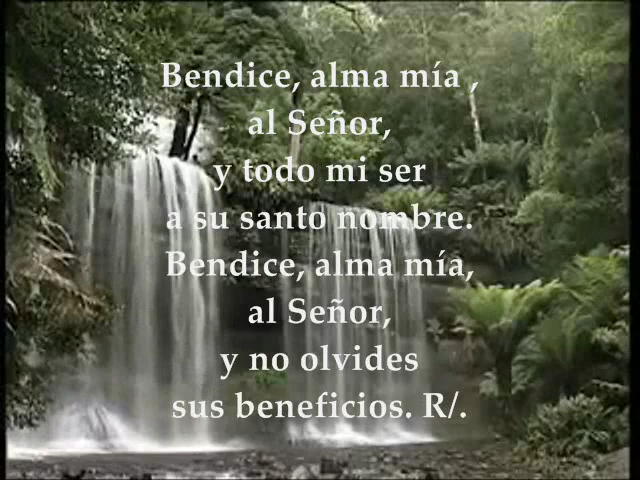 Bendice, alma mía ,
al Señor,
y todo mi ser
a su santo nombre.
Bendice, alma mía,
al Señor,
y no olvides
sus beneficios. R/.